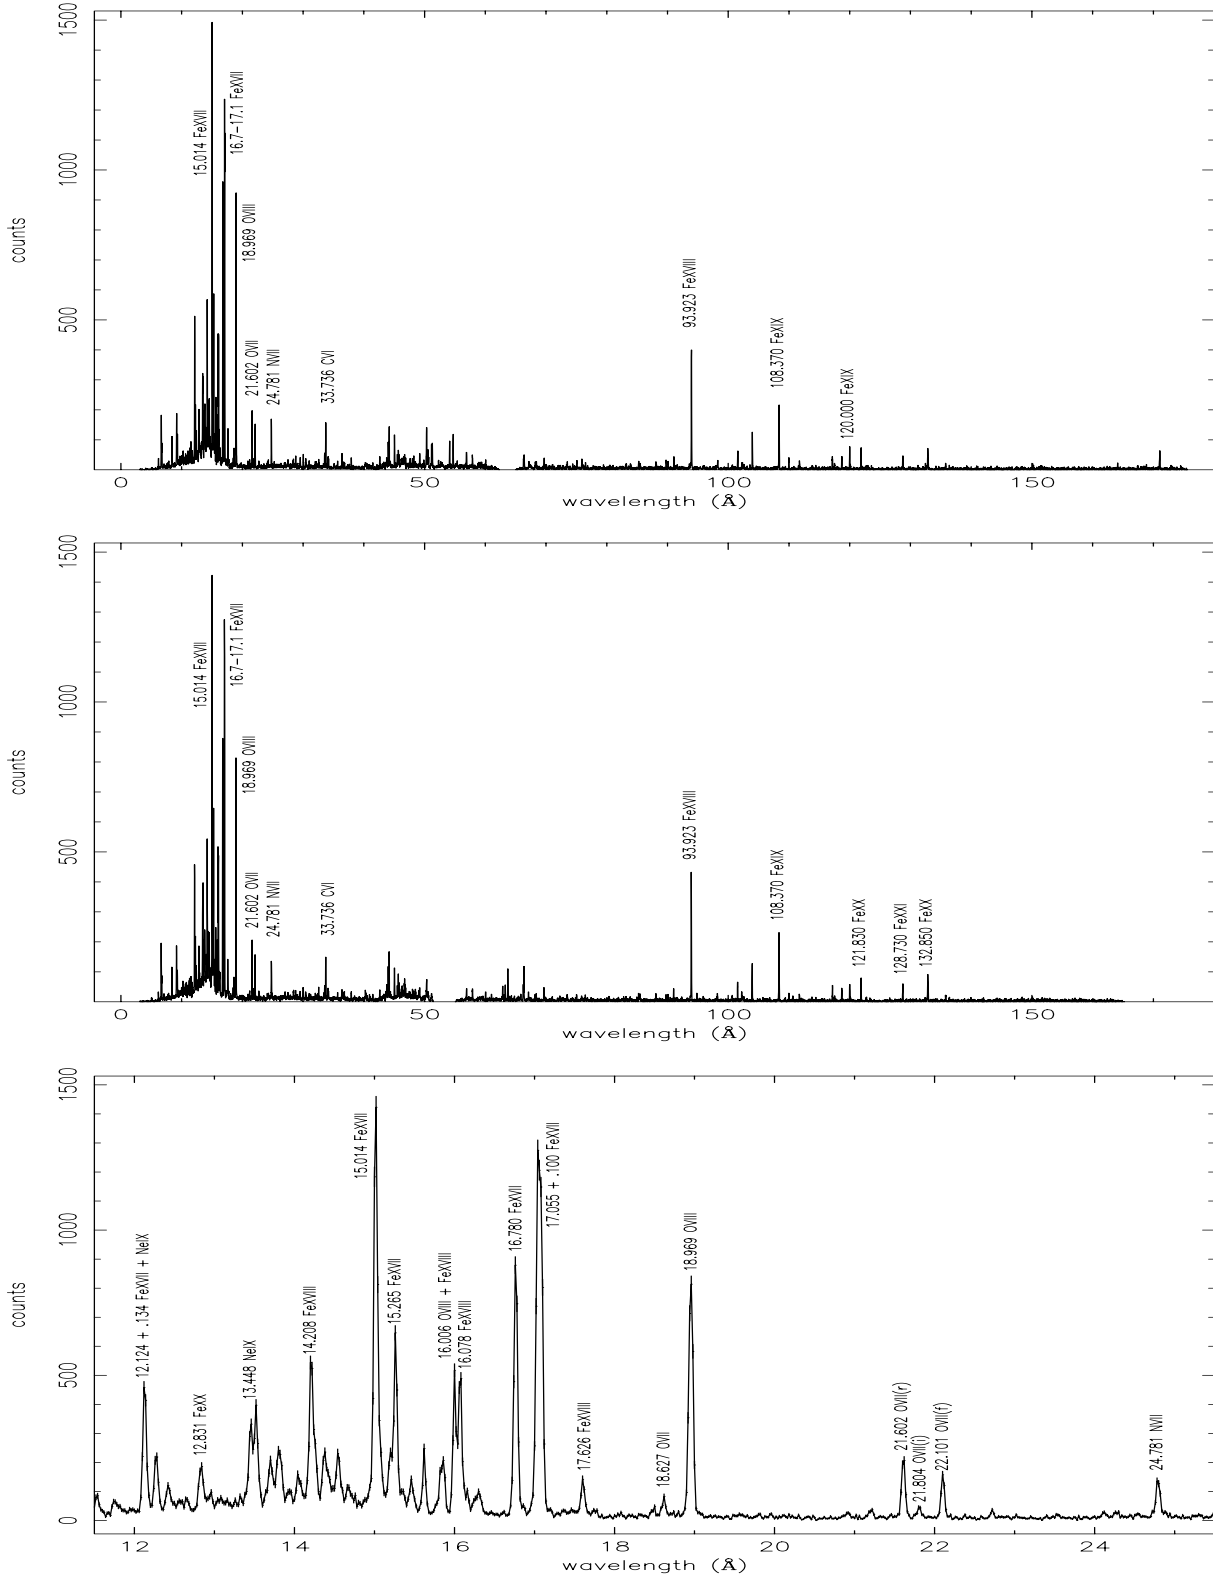 1500
1000
500
counts
15.014 FeXVII
16.7-17.1 FeXVII
18.969 OVIII
21.602 OVII
24.781 NVII
33.736 CVI
93.923 FeXVIII
108.370 FeXIX
120.000 FeXIX
0 50 100 150
wavelength (Å)
1500
1000
500
counts
15.014 FeXVII
16.7-17.1 FeXVII
18.969 OVIII
21.602 OVII
24.781 NVII
33.736 CVI
93.923 FeXVIII
108.370 FeXIX
121.830 FeXX
128.730 FeXXI
132.850 FeXX
0 50 100 150
wavelength (Å)
1500
1000
500
0
counts
12.124 + .134 FeXVII + NeIX
12.831 FeXX
13.448 NeIX
14.208 FeXVIII
15.014 FeXVII
15.265 FeXVII
16.006 OVIII + FeXVIII
16.078 FeXVIII
16.780 FeXVII
17.055 + .100 FeXVII
17.626 FeXVIII
18.627 OVII
18.969 OVIII
21.602 OVII(r)
21.804 OVII(i)
22.101 OVII(f)
24.781 NVII
12 14 16 18 20 22 24
wavelength (Å)